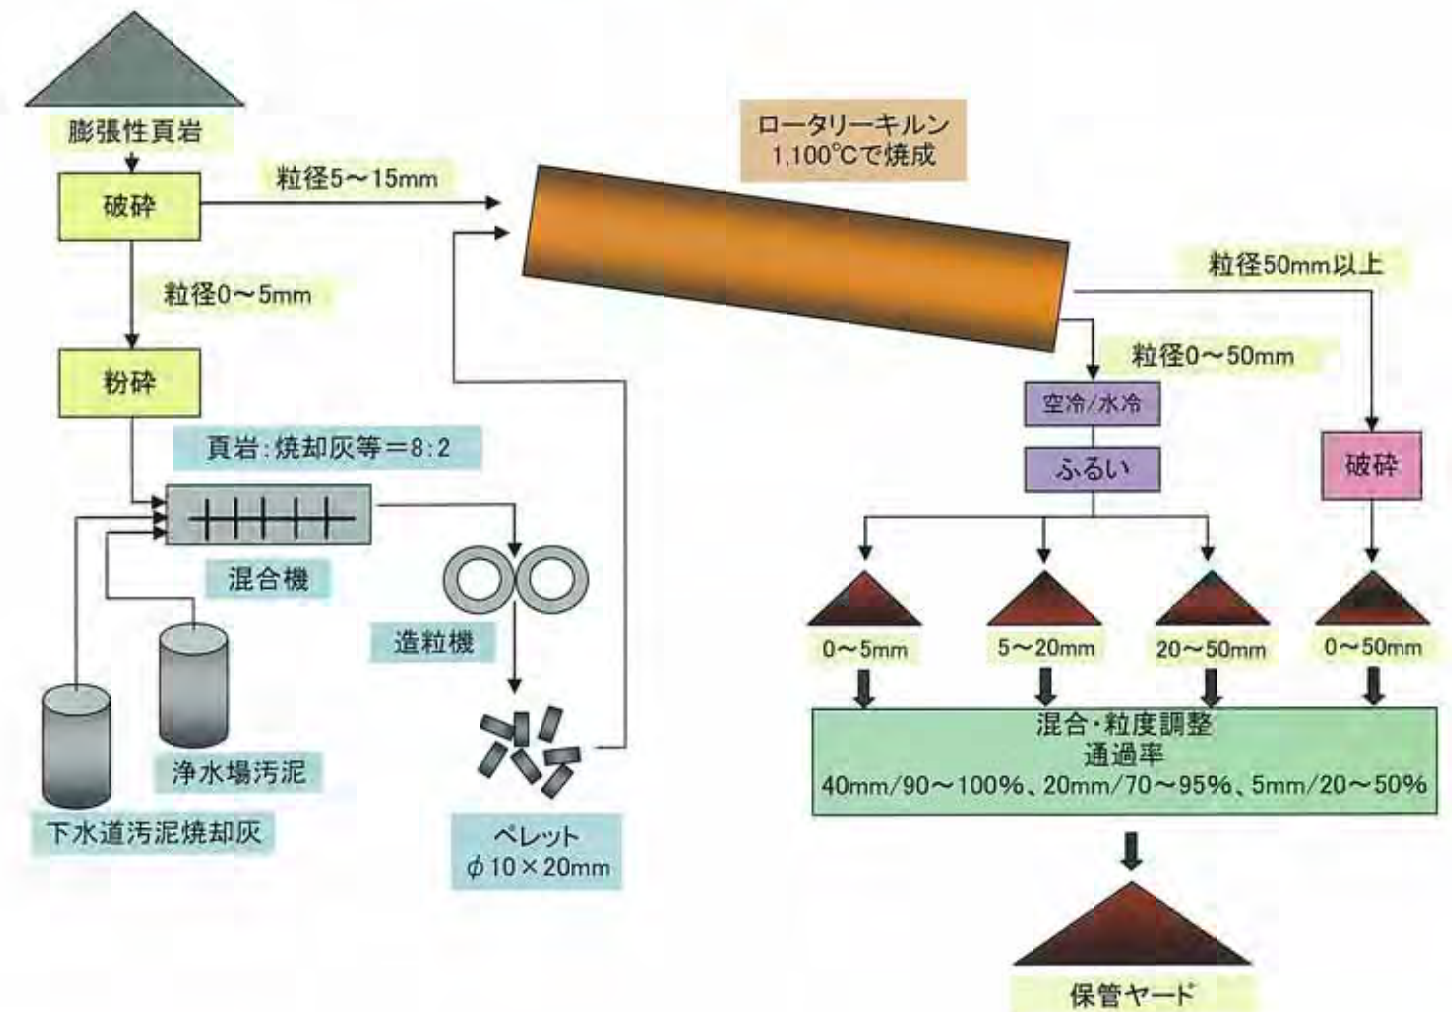 膨張性頁岩
破砕
粒径5～15mm
粒径0～5mm
粉砕
頁岩：焼却灰等＝8:2
混合機
造粒機
浄水場汚泥
下水道汚泥焼却灰
ペレット
φ10×20mm
ロータリーキルン
1,100℃で焼成
粒径50mm以上
粒径0～50mm
空冷/水冷
ふるい
破砕
0～5mm
5～20mm
20～50mm
0～50mm
混合・粒度調整
通過率
40mm/90～100%、20mm/70～95%、5mm/20～50%
保管ヤード